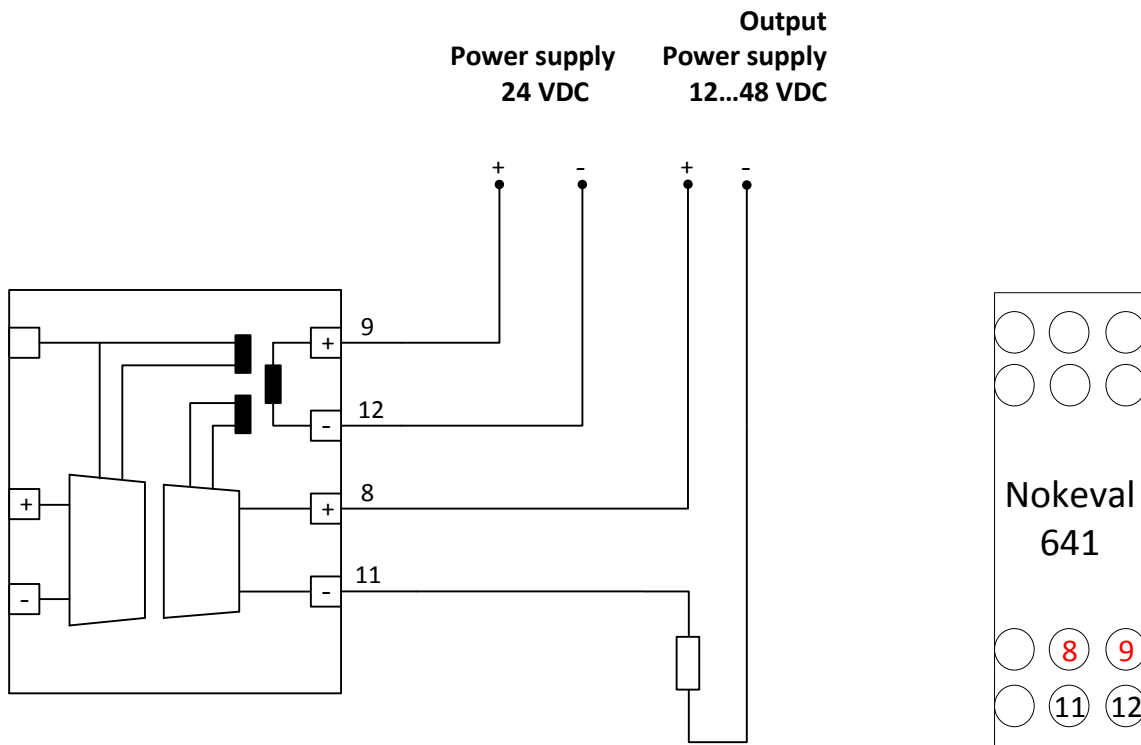 Output
Power supply Power supply
24 VDC 12...48 VDC
+ - + -
9
+
12
-
8
+ +
11
- -
Nokeval
641
8 9
11 12